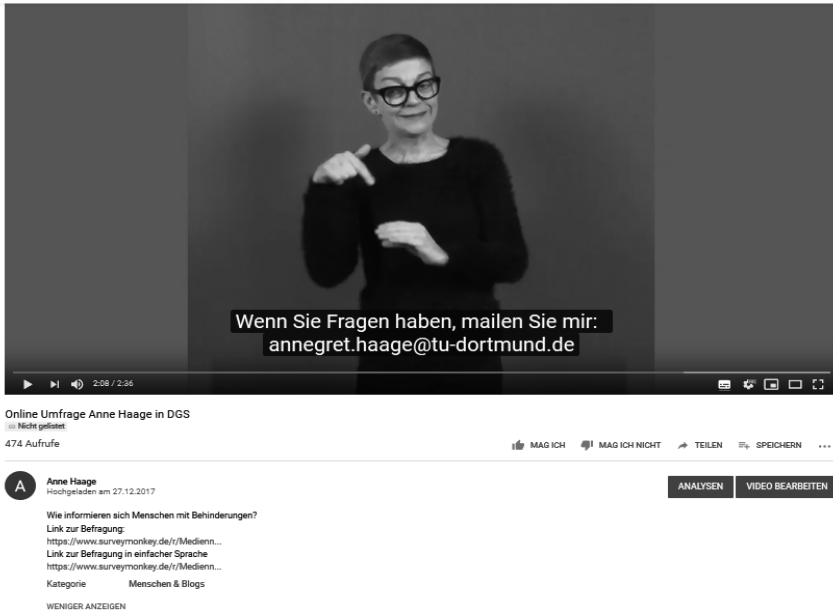 Wenn Sie Fragen haben, mailen Sie mir:
annegret.haage@tu-dortmund.de
2:08 / 2:36
Online Umfrage Anne Haage in DGS
Nicht gelistet
474 Aufrufe
MAG ICH MAG ICH NICHT TEILEN SPEICHERN
A
Anne Haage
Hochgeladen am 27.12.2017
ANALYSEN VIDEO BEARBEITEN
Wie informieren sich Menschen mit Behinderungen?
Link zur Befragung:
https://www.surveymonkey.de/r/Medienn...
Link zur Befragung in einfacher Sprache
https://www.surveymonkey.de/r/Medienn...
Kategorie Menschen & Blogs
WENIGER ANZEIGEN